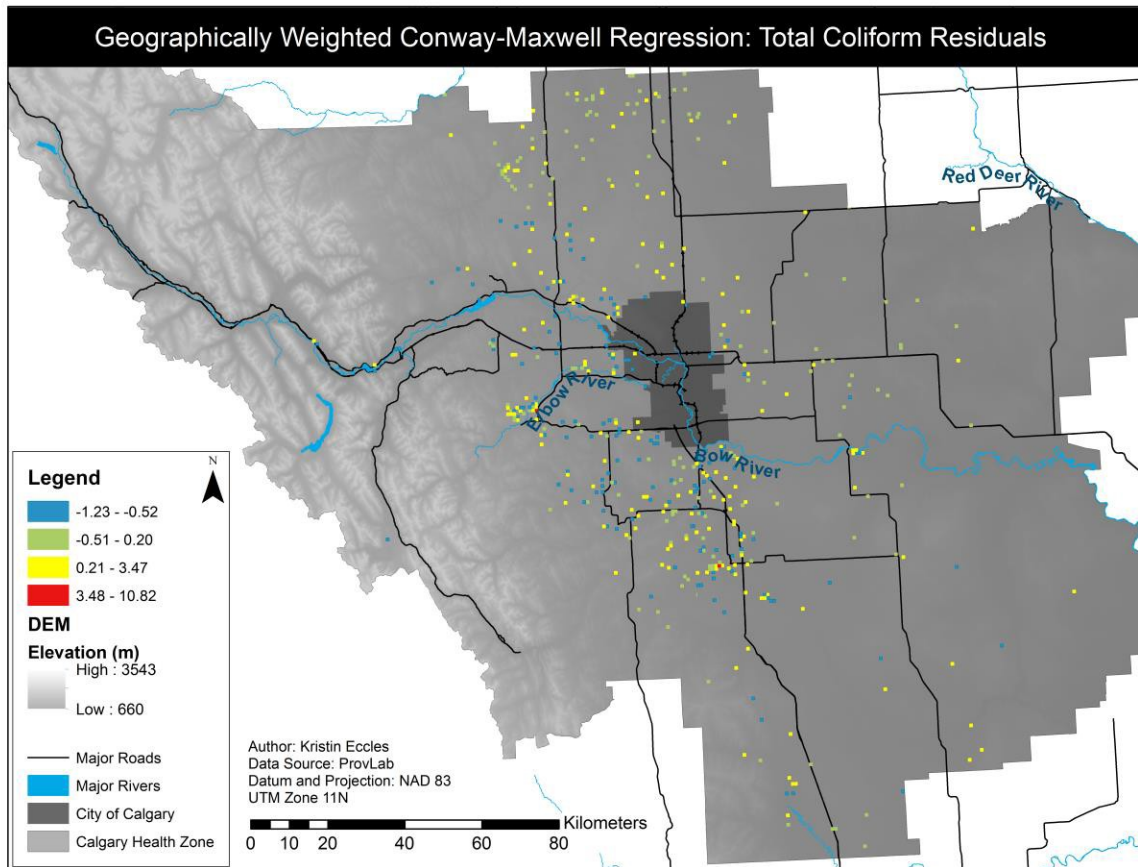 Geographically Weighted Conway-Maxwell Regression: Total Coliform Residuals
Red Deer River
Elbow River
Bow River
N
Legend
-1.23 - -0.52
-0.51 - 0.20
0.21 - 3.47
3.48 - 10.82
DEM
Elevation (m)
High : 3543
Low : 660
Major Roads
Major Rivers
City of Calgary
Calgary Health Zone
Author: Kristin Eccles
Data Source: ProvLab
Datum and Projection: NAD 83
UTM Zone 11N
Kilometers
0 10 20 40 60 80